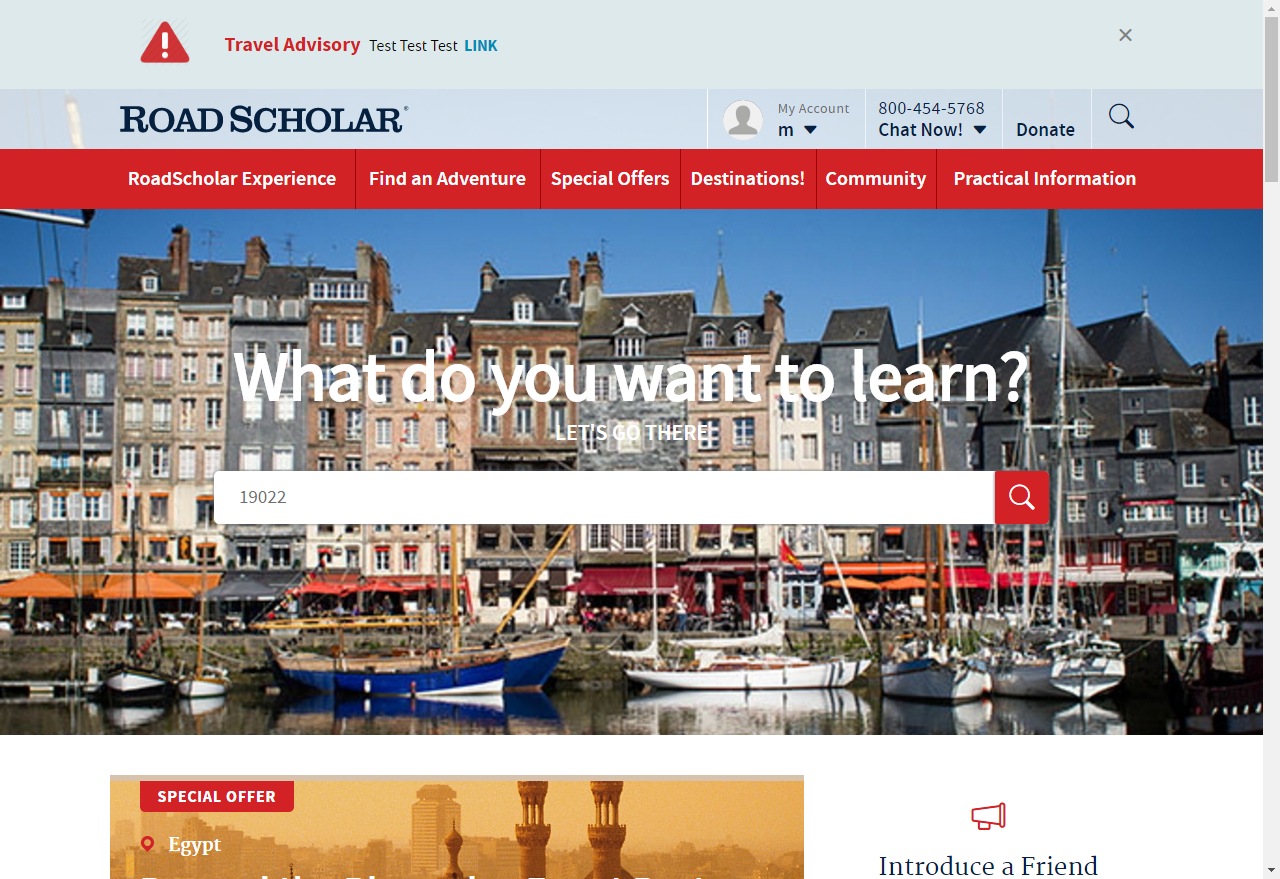 Travel Advisory Test Test Test LINK
ROAD SCHOLAR®
My Account
m
800-454-5768
Chat Now!
Donate
RoadScholar Experience
Find an Adventure
Special Offers
Destinations!
Community
Practical Information
What do you want to learn?
LET'S GO THERE
19022
SPECIAL OFFER
Egypt
Introduce a Friend